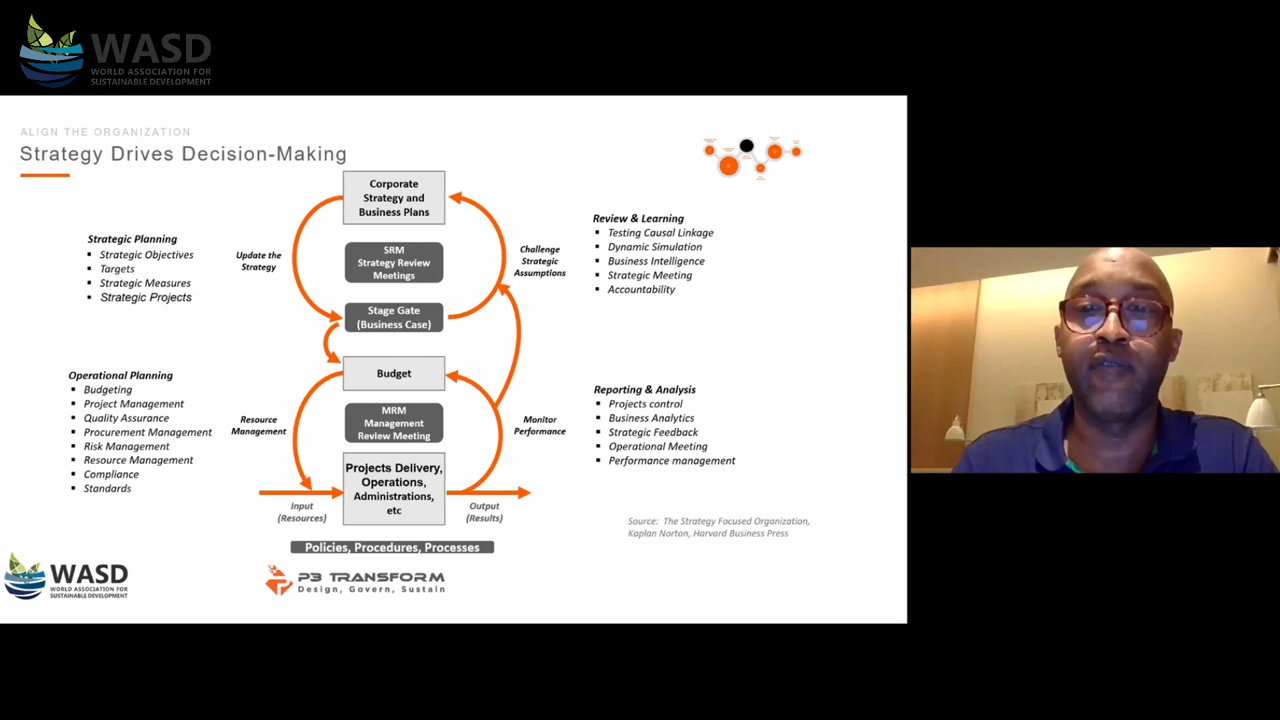 WASD
WORLD ASSOCIATION FOR
SUSTAINABLE DEVELOPMENT
ALIGN THE ORGANIZATION
Strategy Drives Decision-Making
Corporate
Strategy and
Business Plans
SRM
Strategy Review
Meetings
Stage Gate
(Business Case)
Budget
MRM
Management
Review Meeting
Projects Delivery,
Operations,
Administrations,
etc
Strategic Planning
▪ Strategic Objectives
▪ Targets
▪ Strategic Measures
▪ Strategic Projects
Update the
Strategy
Challenge
Strategic
Assumptions
Review & Learning
▪ Testing Causal Linkage
▪ Dynamic Simulation
▪ Business Intelligence
▪ Strategic Meeting
▪ Accountability
Operational Planning
▪ Budgeting
▪ Project Management
▪ Quality Assurance
▪ Procurement Management
▪ Risk Management
▪ Resource Management
▪ Compliance
▪ Standards
Resource
Management
Monitor
Performance
Reporting & Analysis
▪ Projects control
▪ Business Analytics
▪ Strategic Feedback
▪ Operational Meeting
▪ Performance management
Input
(Resources)
Output
(Results)
Source: The Strategy Focused Organization,
Kaplan Norton, Harvard Business Press
Policies, Procedures, Processes
WASD
WORLD ASSOCIATION FOR
SUSTAINABLE DEVELOPMENT
P3 TRANSFORM
Design, Govern, Sustain